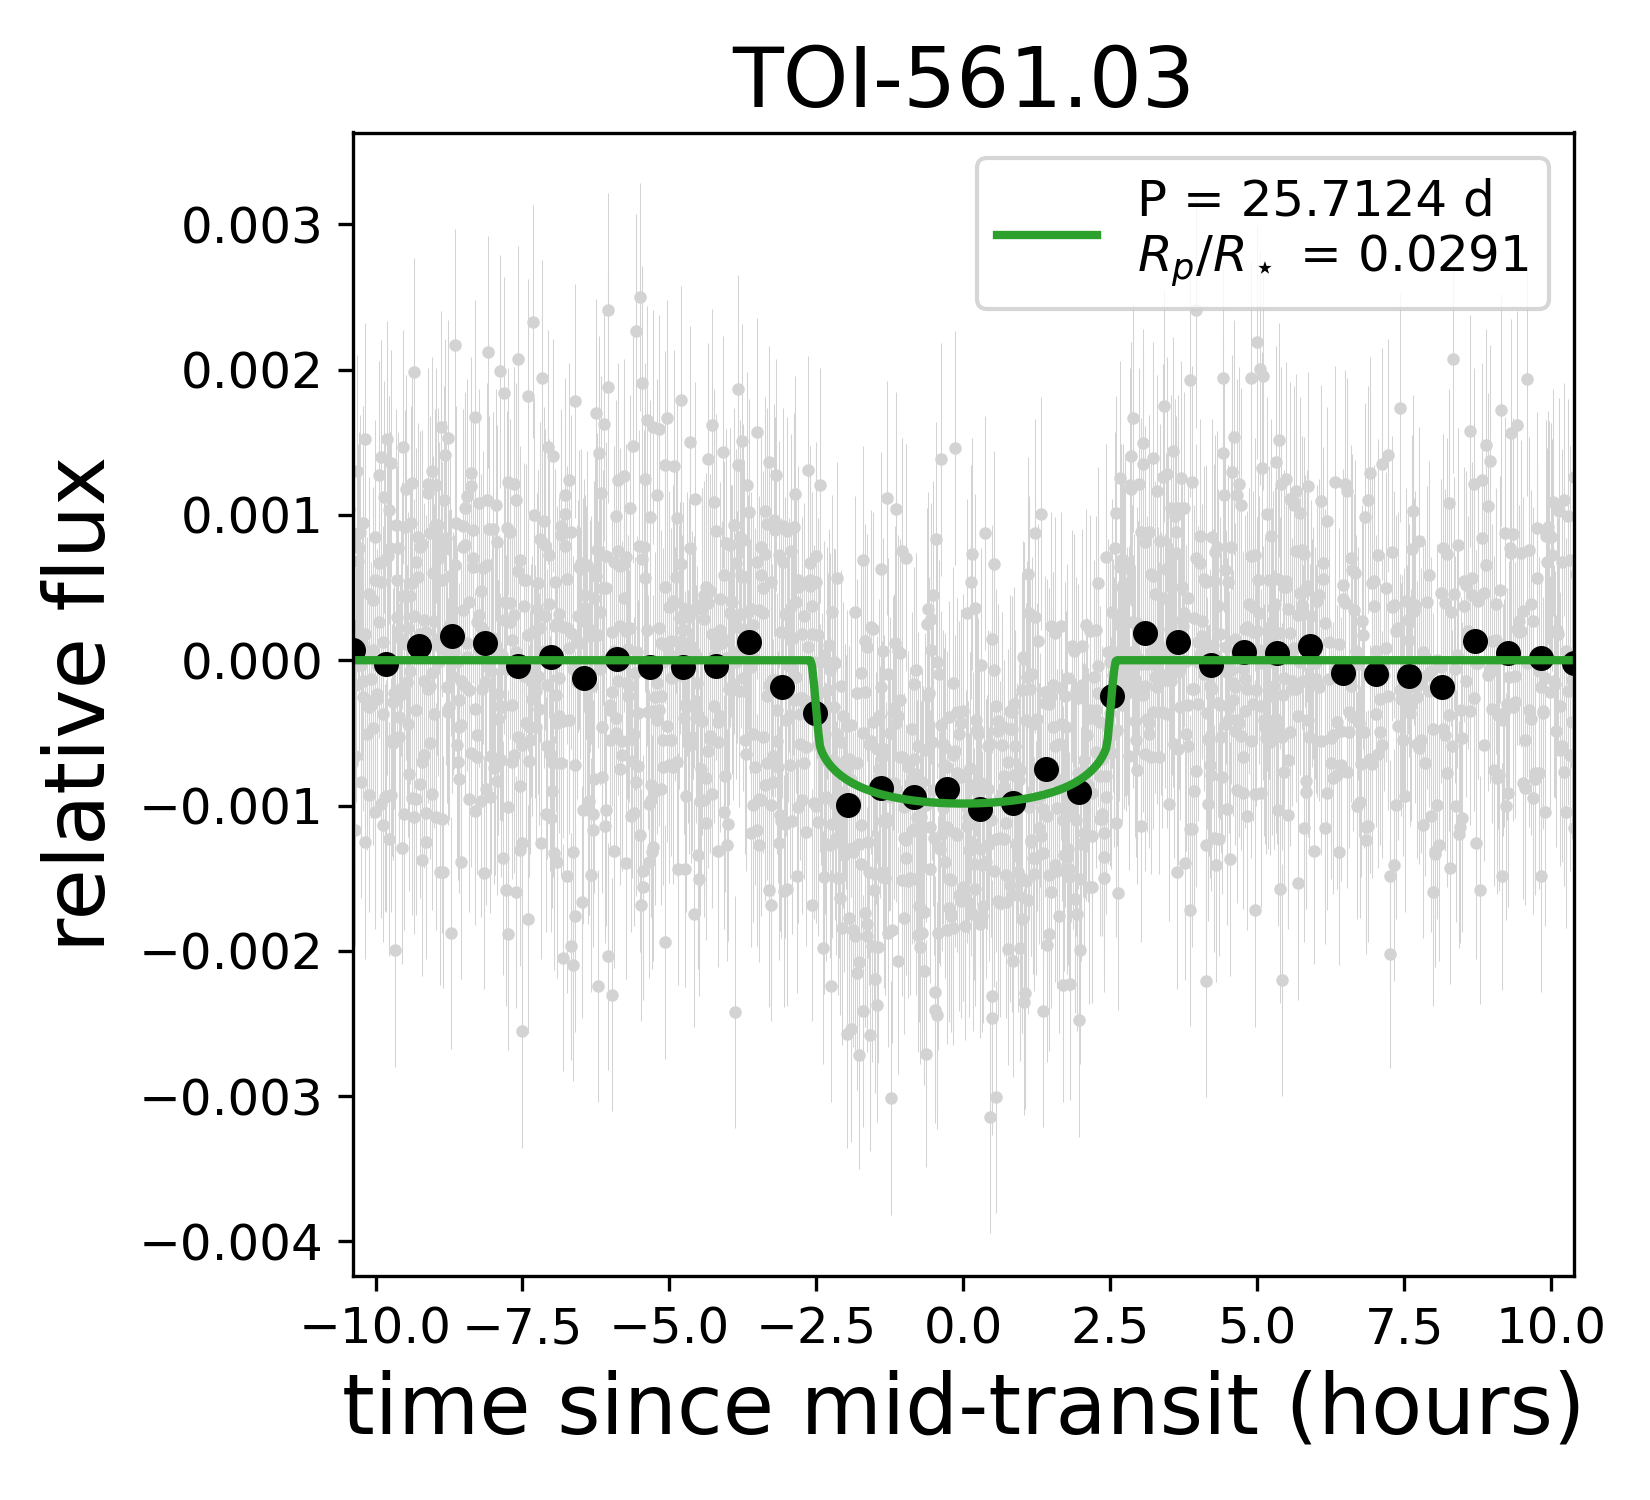 TOI-561.03
P = 25.7124 d
Rp/R⋆ = 0.0291
relative flux
0.003
0.002
0.001
0.000
−0.001
−0.002
−0.003
−0.004
−10.0 −7.5 −5.0 −2.5 0.0 2.5 5.0 7.5 10.0
time since mid-transit (hours)